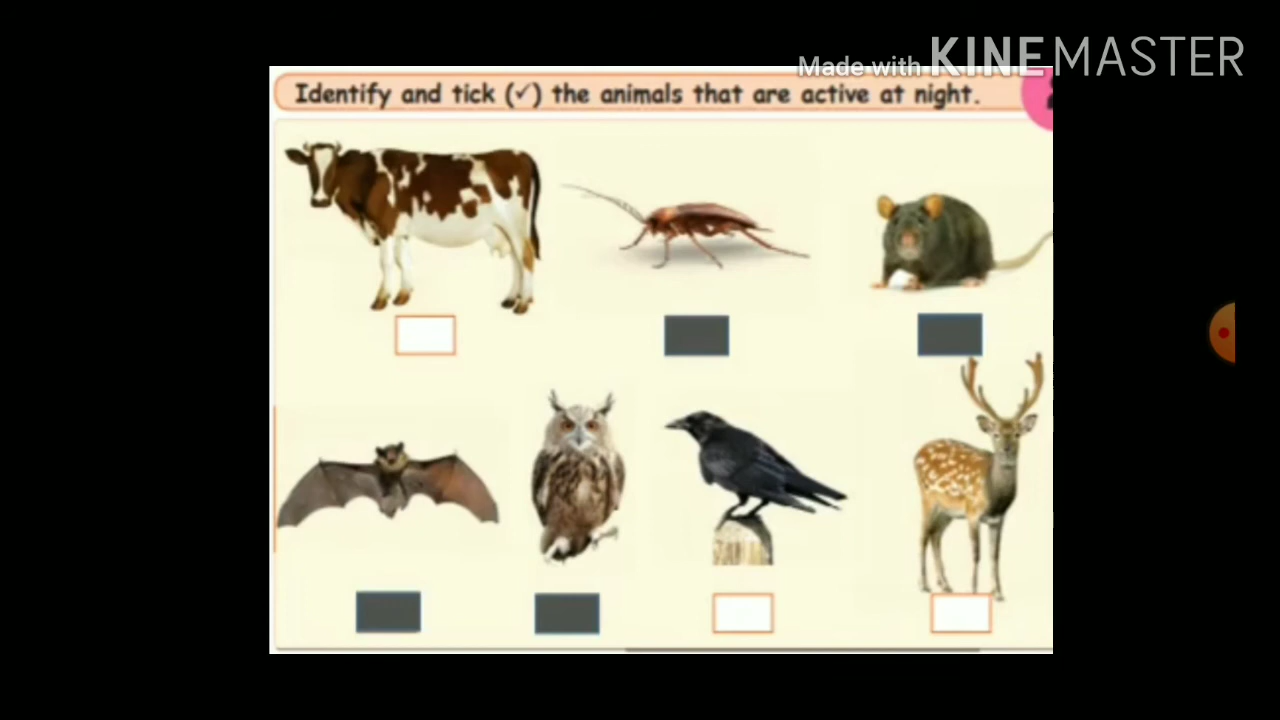 Made with KINEMASTER
Identify and tick (✓) the animals that are active at night.